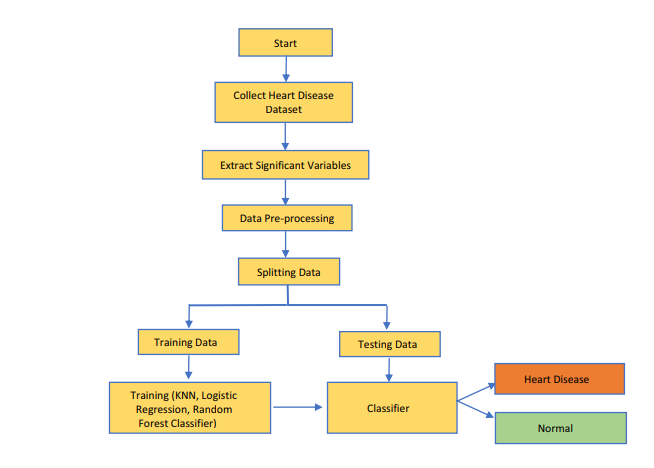 Start
Collect Heart Disease
Dataset
Extract Significant Variables
Data Pre-processing
Splitting Data
Training Data
Testing Data
Training (KNN, Logistic
Regression, Random
Forest Classifier)
Classifier
Heart Disease
Normal